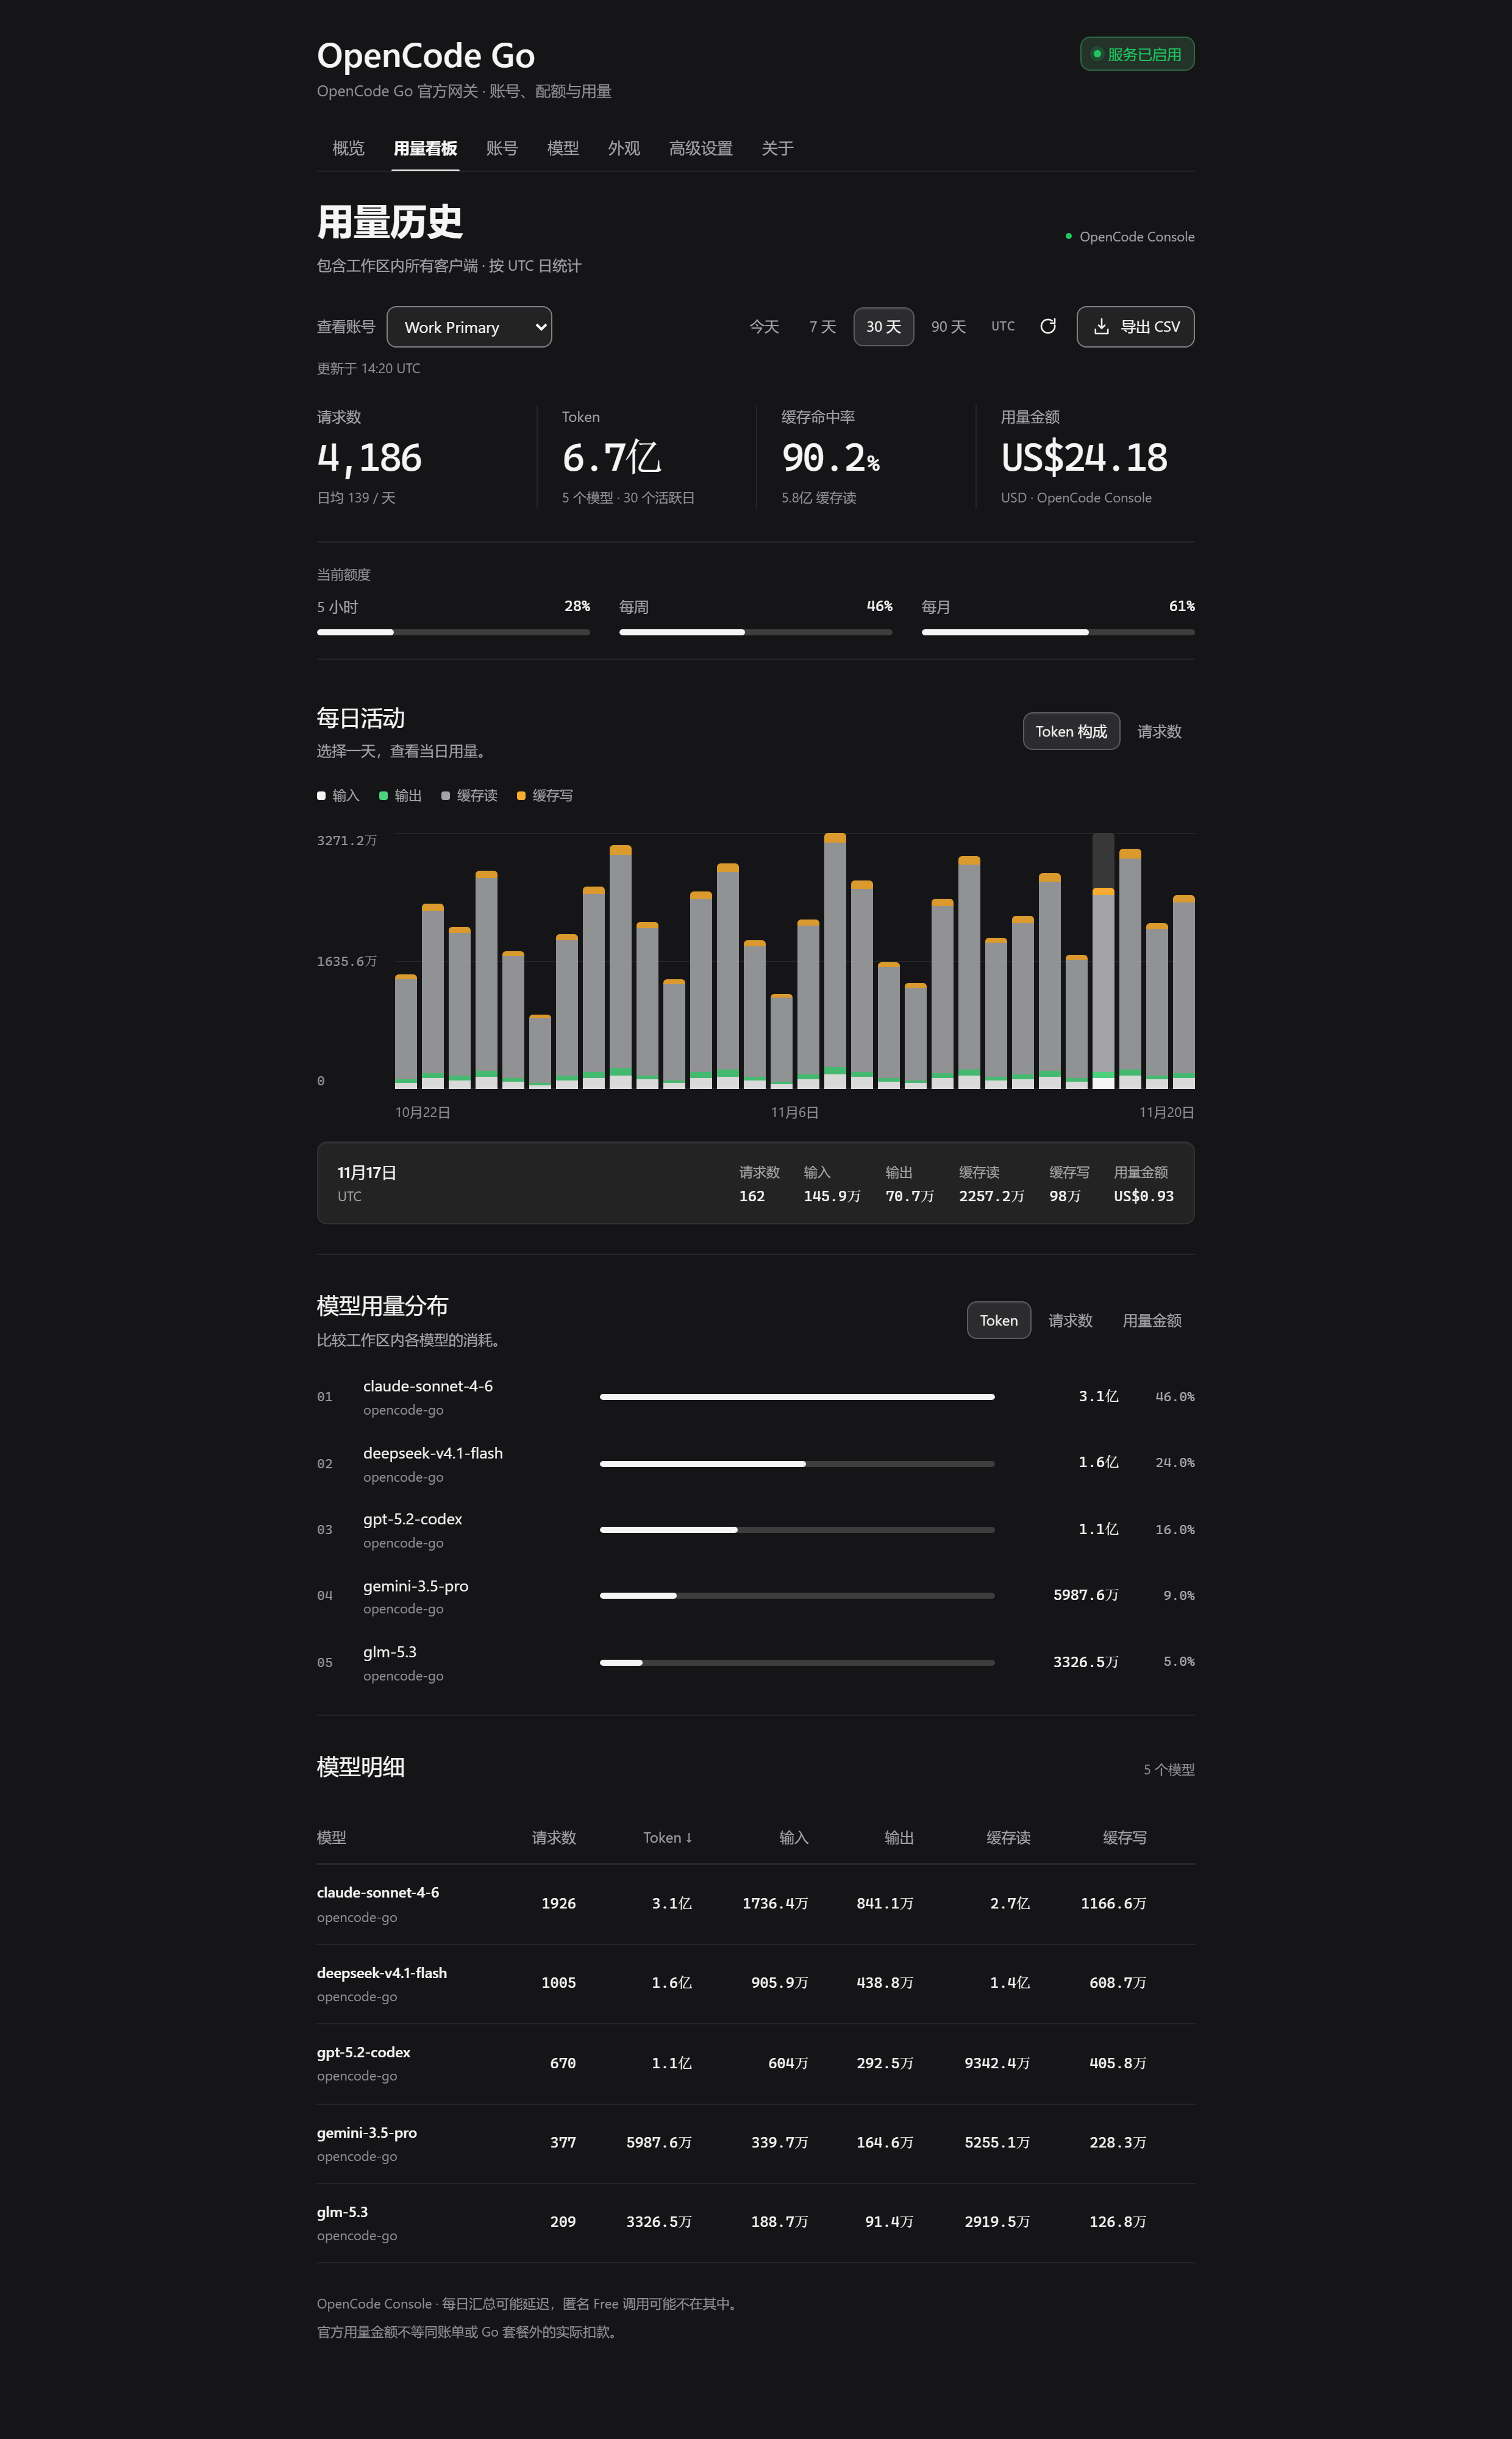 OpenCode Go
服务已启用
OpenCode Go 官方网关 · 账号、配额与用量
概览 用量看板 账号 模型 外观 高级设置 关于
用量历史
OpenCode Console
包含工作区内所有客户端 · 按 UTC 日统计
查看账号 Work Primary 今天 7 天 30 天 90 天 UTC 导出 CSV
更新于 14:20 UTC
请求数 Token 缓存命中率 用量金额
4,186 6.7亿 90.2% US$24.18
日均 139 / 天 5 个模型 · 30 个活跃日 5.8亿 缓存读 USD · OpenCode Console
当前额度
5 小时 28% 每周 46% 每月 61%
每日活动
Token 构成 请求数
选择一天，查看当日用量。
输入 输出 缓存读 缓存写
3271.2万
1635.6万
0
10月22日 11月6日 11月20日
11月17日 请求数 输入 输出 缓存读 缓存写 用量金额
UTC 162 145.9万 70.7万 2257.2万 98万 US$0.93
模型用量分布
Token 请求数 用量金额
比较工作区内各模型的消耗。
01 claude-sonnet-4-6 3.1亿 46.0%
opencode-go
02 deepseek-v4.1-flash 1.6亿 24.0%
opencode-go
03 gpt-5.2-codex 1.1亿 16.0%
opencode-go
04 gemini-3.5-pro 5987.6万 9.0%
opencode-go
05 glm-5.3 3326.5万 5.0%
opencode-go
模型明细 5 个模型
模型 请求数 Token ↓ 输入 输出 缓存读 缓存写
claude-sonnet-4-6 1926 3.1亿 1736.4万 841.1万 2.7亿 1166.6万
opencode-go
deepseek-v4.1-flash 1005 1.6亿 905.9万 438.8万 1.4亿 608.7万
opencode-go
gpt-5.2-codex 670 1.1亿 604万 292.5万 9342.4万 405.8万
opencode-go
gemini-3.5-pro 377 5987.6万 339.7万 164.6万 5255.1万 228.3万
opencode-go
glm-5.3 209 3326.5万 188.7万 91.4万 2919.5万 126.8万
opencode-go
OpenCode Console · 每日汇总可能延迟，匿名 Free 调用可能不在其中。
官方用量金额不等同账单或 Go 套餐外的实际扣款。